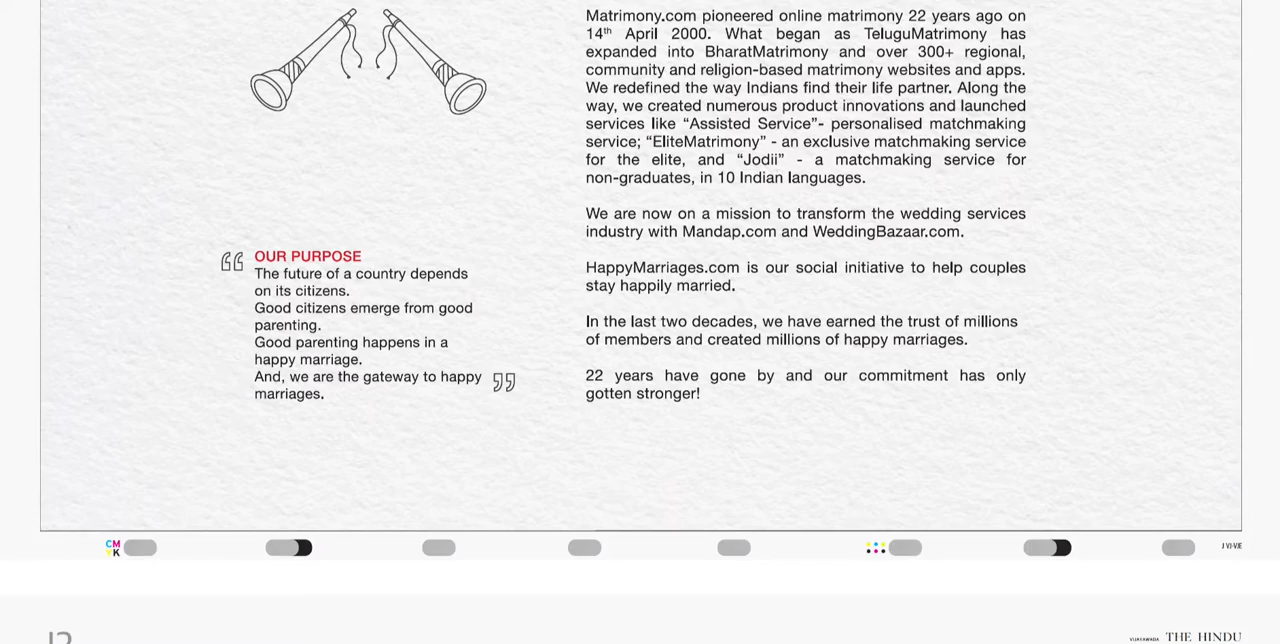 Matrimony.com pioneered online matrimony 22 years ago on
14th April 2000. What began as TeluguMatrimony has
expanded into BharatMatrimony and over 300+ regional,
community and religion-based matrimony websites and apps.
We redefined the way Indians find their life partner. Along the
way, we created numerous product innovations and launched
services like “Assisted Service”- personalised matchmaking
service; “EliteMatrimony” - an exclusive matchmaking service
for the elite, and “Jodii” - a matchmaking service for
non-graduates, in 10 Indian languages.
We are now on a mission to transform the wedding services
industry with Mandap.com and WeddingBazaar.com.
HappyMarriages.com is our social initiative to help couples
stay happily married.
In the last two decades, we have earned the trust of millions
of members and created millions of happy marriages.
22 years have gone by and our commitment has only
gotten stronger!
OUR PURPOSE
The future of a country depends
on its citizens.
Good citizens emerge from good
parenting.
Good parenting happens in a
happy marriage.
And, we are the gateway to happy
marriages.
CM
YK
J VJ-VJE
12
VIJAYAWADA THE HINDU